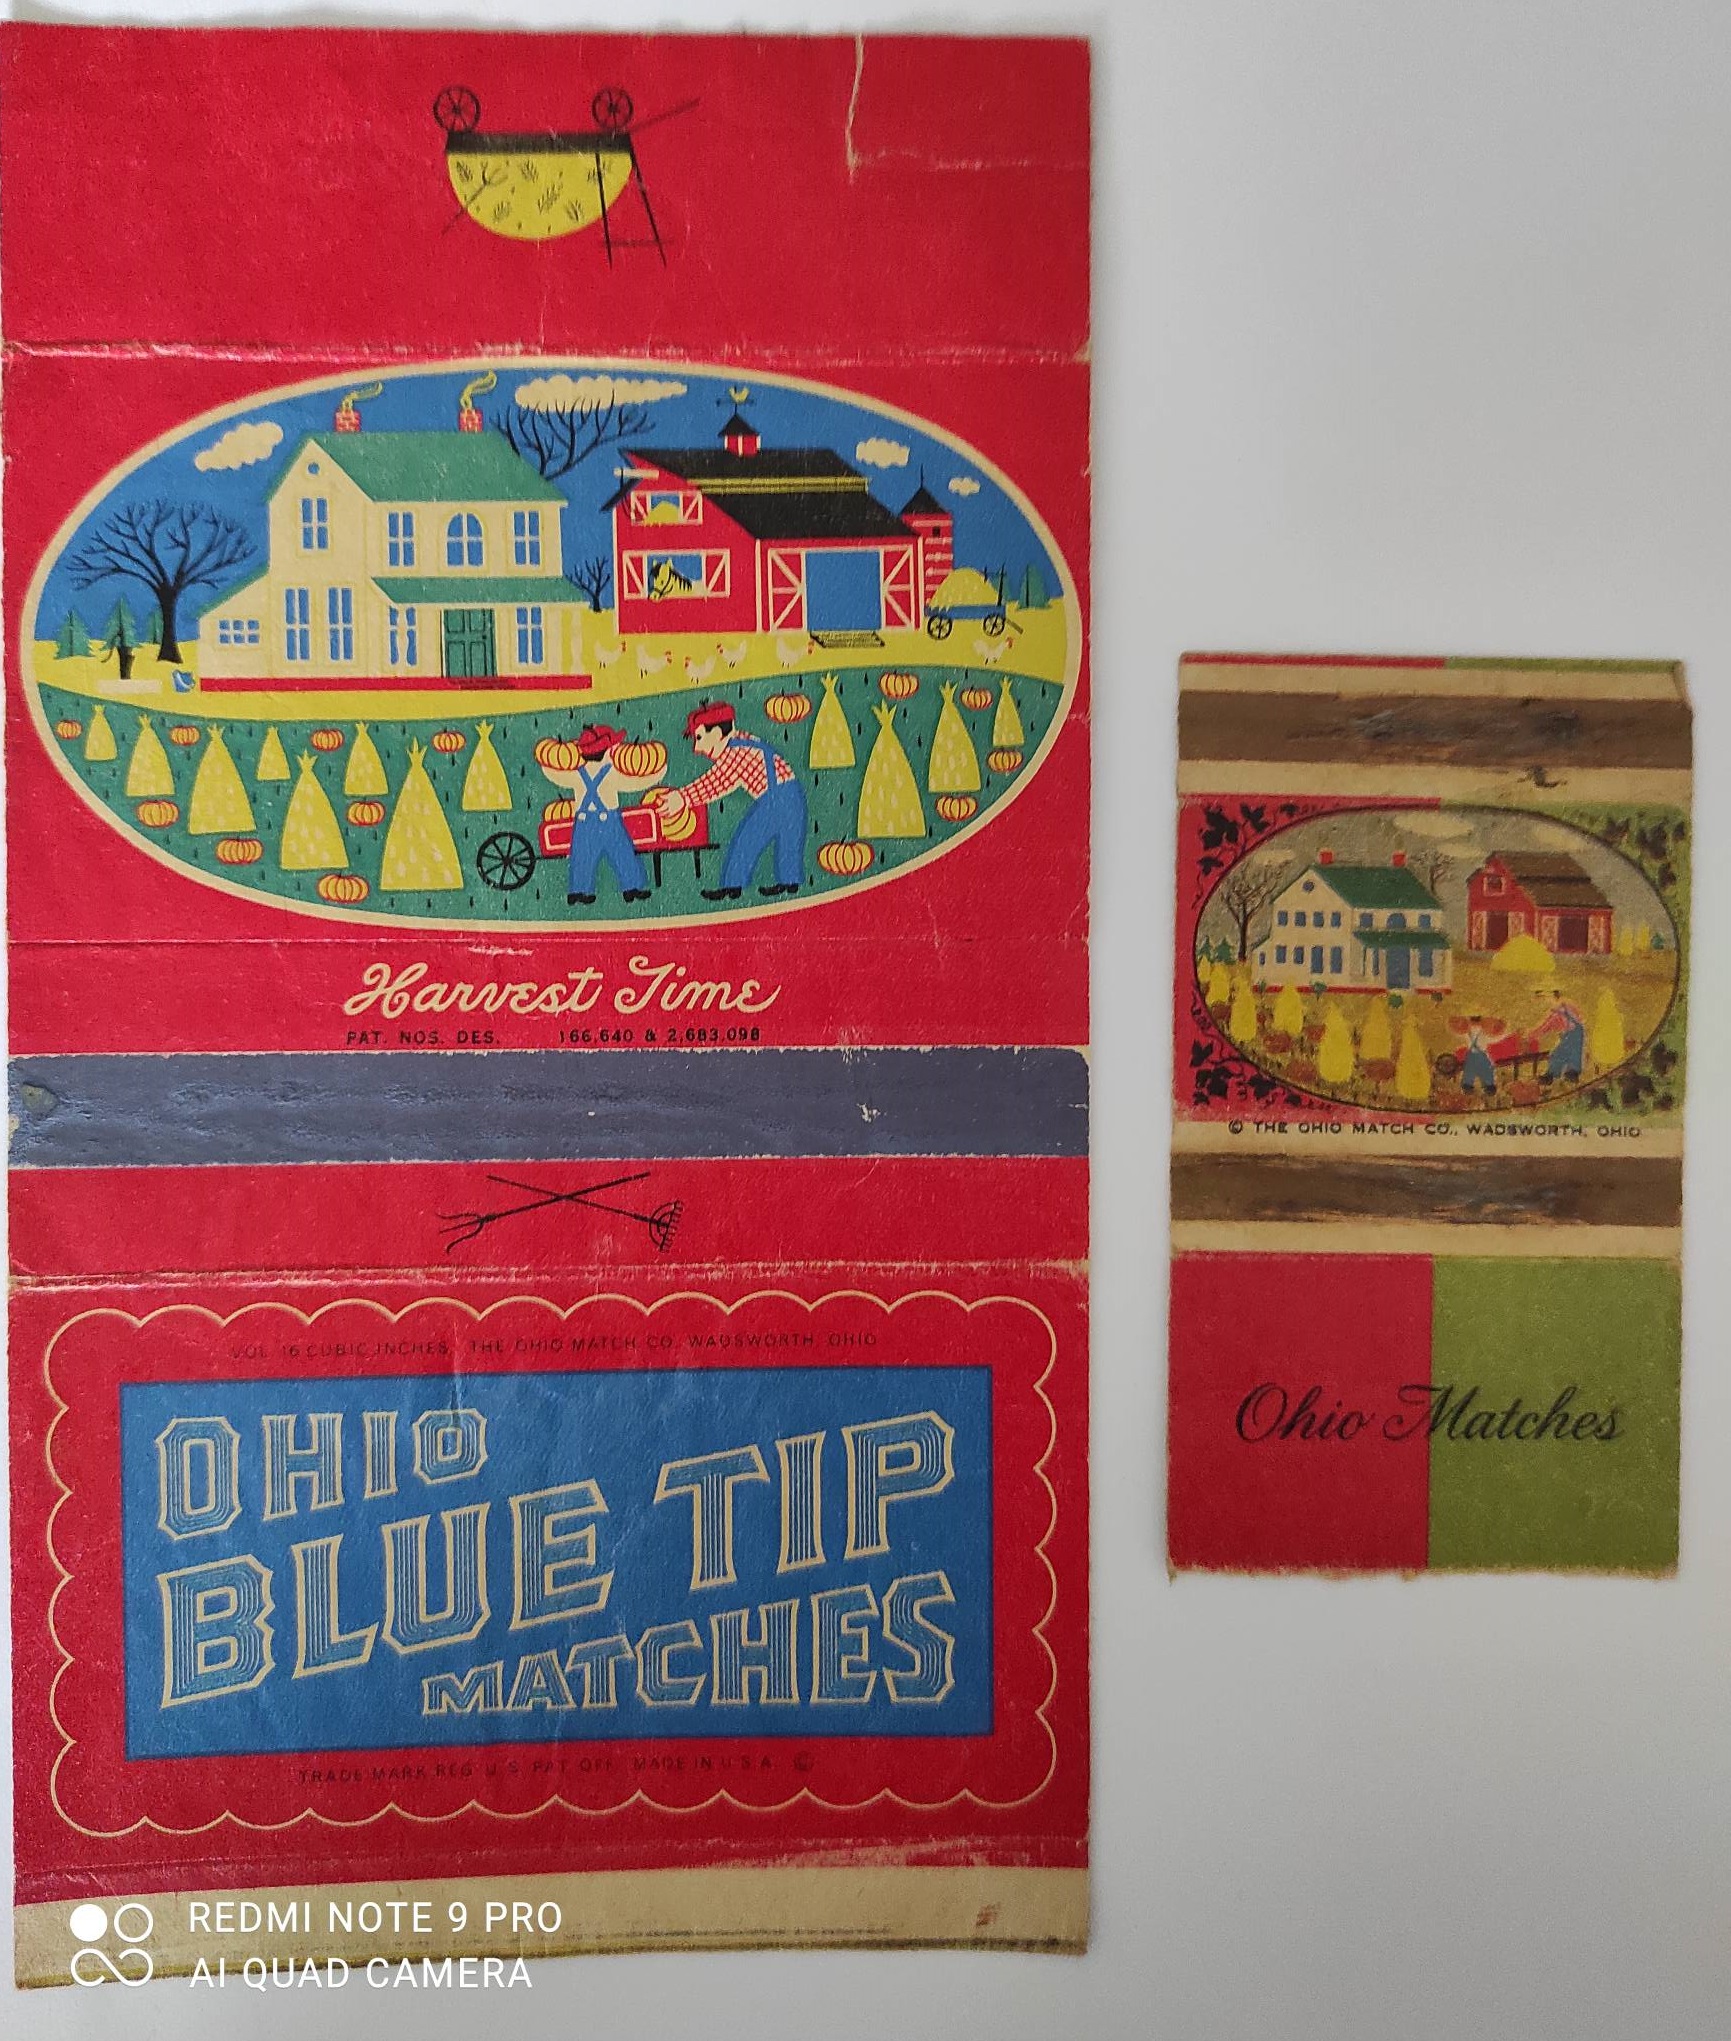 Harvest Time
PAT. NOS. DES. 166,640 & 2,683,098
VOL. 16 CUBIC INCHES, THE OHIO MATCH CO. WADSWORTH, OHIO
OHIO
BLUE TIP
MATCHES
TRADE MARK REG. U.S. PAT. OFF. MADE IN U.S.A. ©
© THE OHIO MATCH CO., WADSWORTH, OHIO
Ohio Matches
REDMI NOTE 9 PRO
AI QUAD CAMERA